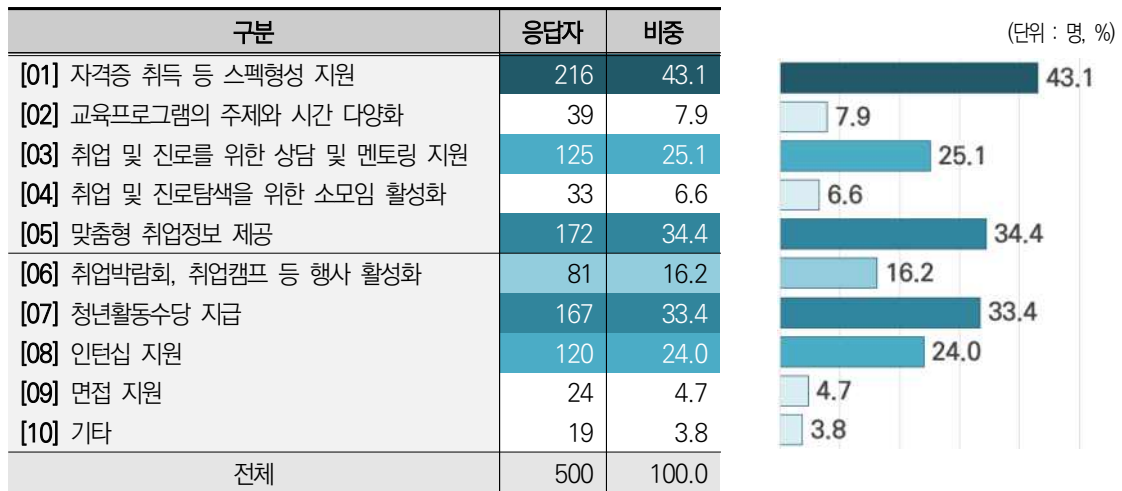 구분 응답자 비중
[01] 자격증 취득 등 스펙형성 지원 216 43.1
[02] 교육프로그램의 주제와 시간 다양화 39 7.9
[03] 취업 및 진로를 위한 상담 및 멘토링 지원 125 25.1
[04] 취업 및 진로탐색을 위한 소모임 활성화 33 6.6
[05] 맞춤형 취업정보 제공 172 34.4
[06] 취업박람회, 취업캠프 등 행사 활성화 81 16.2
[07] 청년활동수당 지급 167 33.4
[08] 인턴십 지원 120 24.0
[09] 면접 지원 24 4.7
[10] 기타 19 3.8
전체 500 100.0
(단위 : 명, %)
43.1
7.9
25.1
6.6
34.4
16.2
33.4
24.0
4.7
3.8